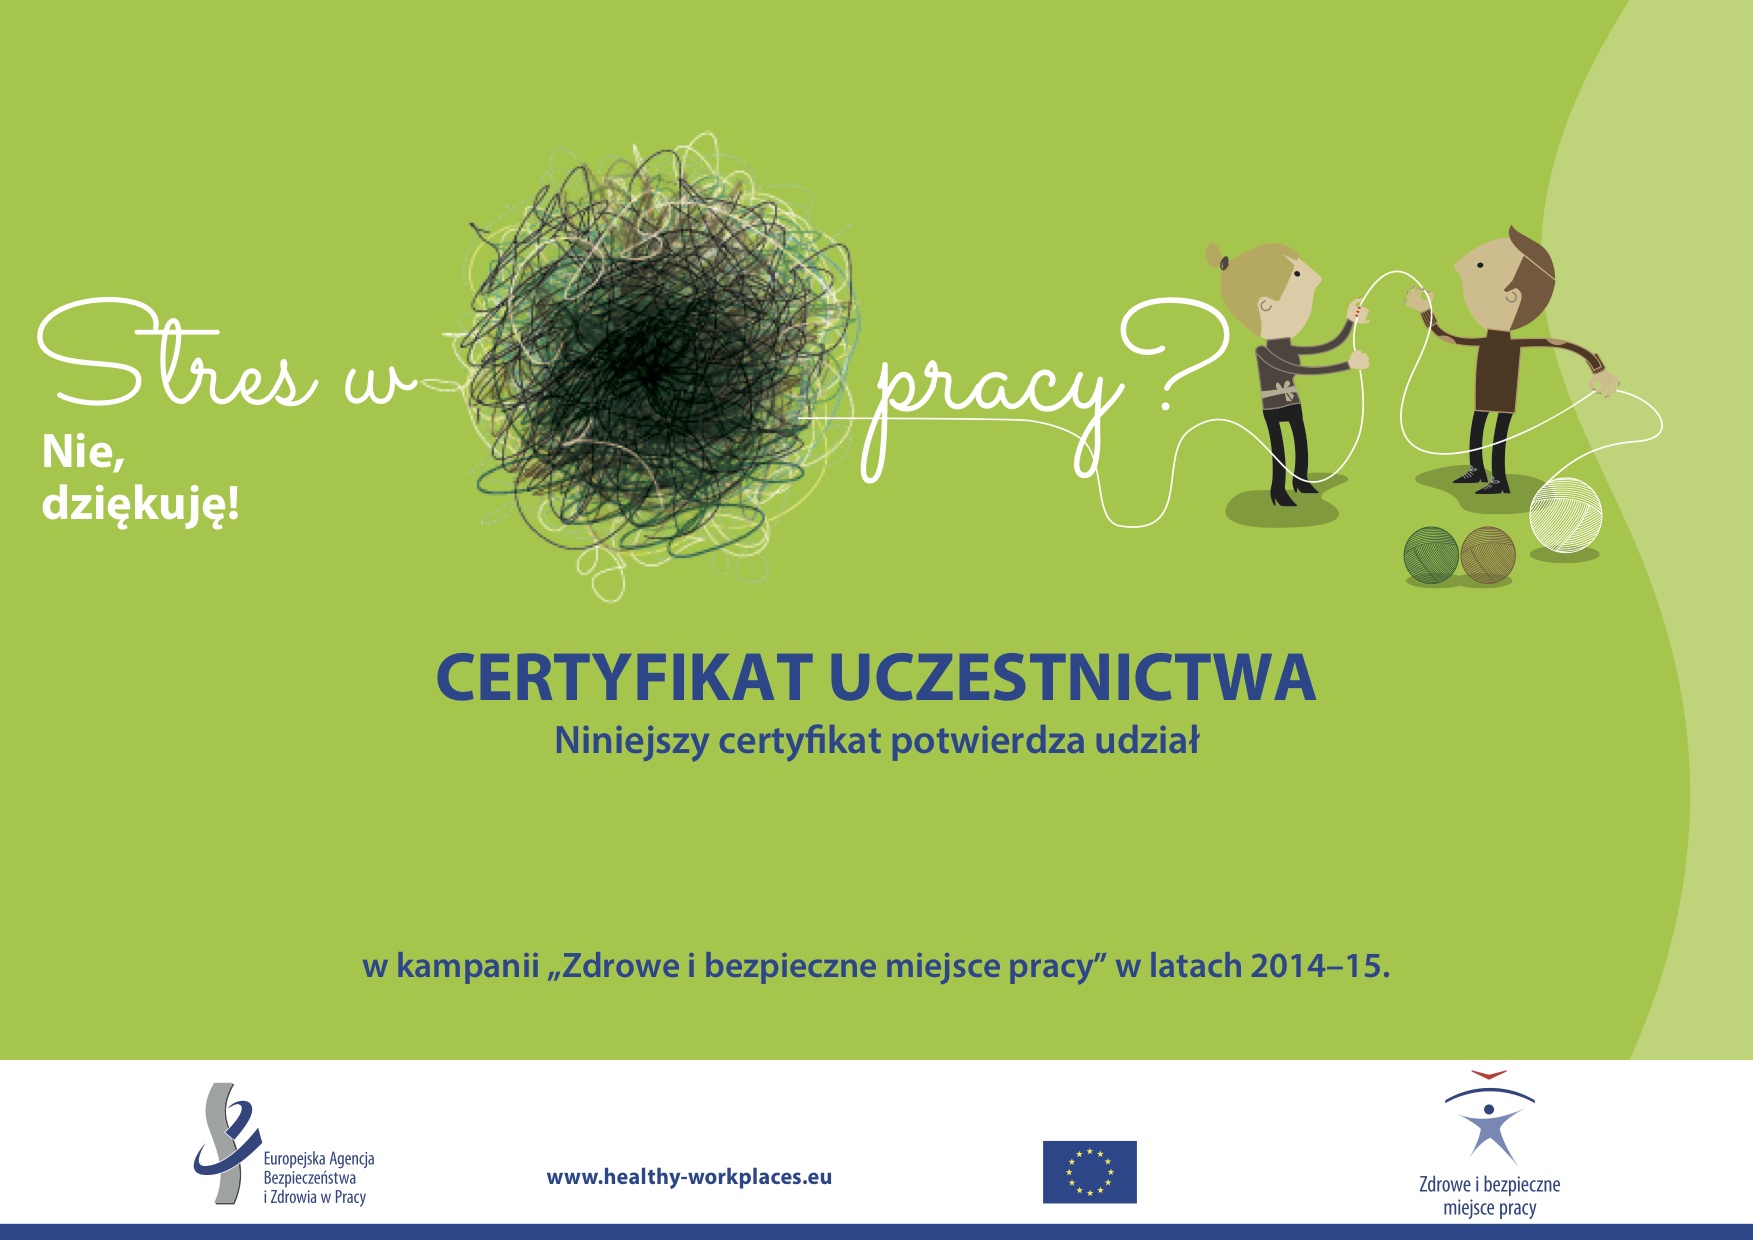 Stres w pracy?
Nie,
dziękuję!
CERTYFIKAT UCZESTNICTWA
Niniejszy certyfikat potwierdza udział
w kampanii „Zdrowe i bezpieczne miejsce pracy” w latach 2014–15.
Europejska Agencja
Bezpieczeństwa
i Zdrowia w Pracy
www.healthy-workplaces.eu
Zdrowe i bezpieczne
miejsce pracy